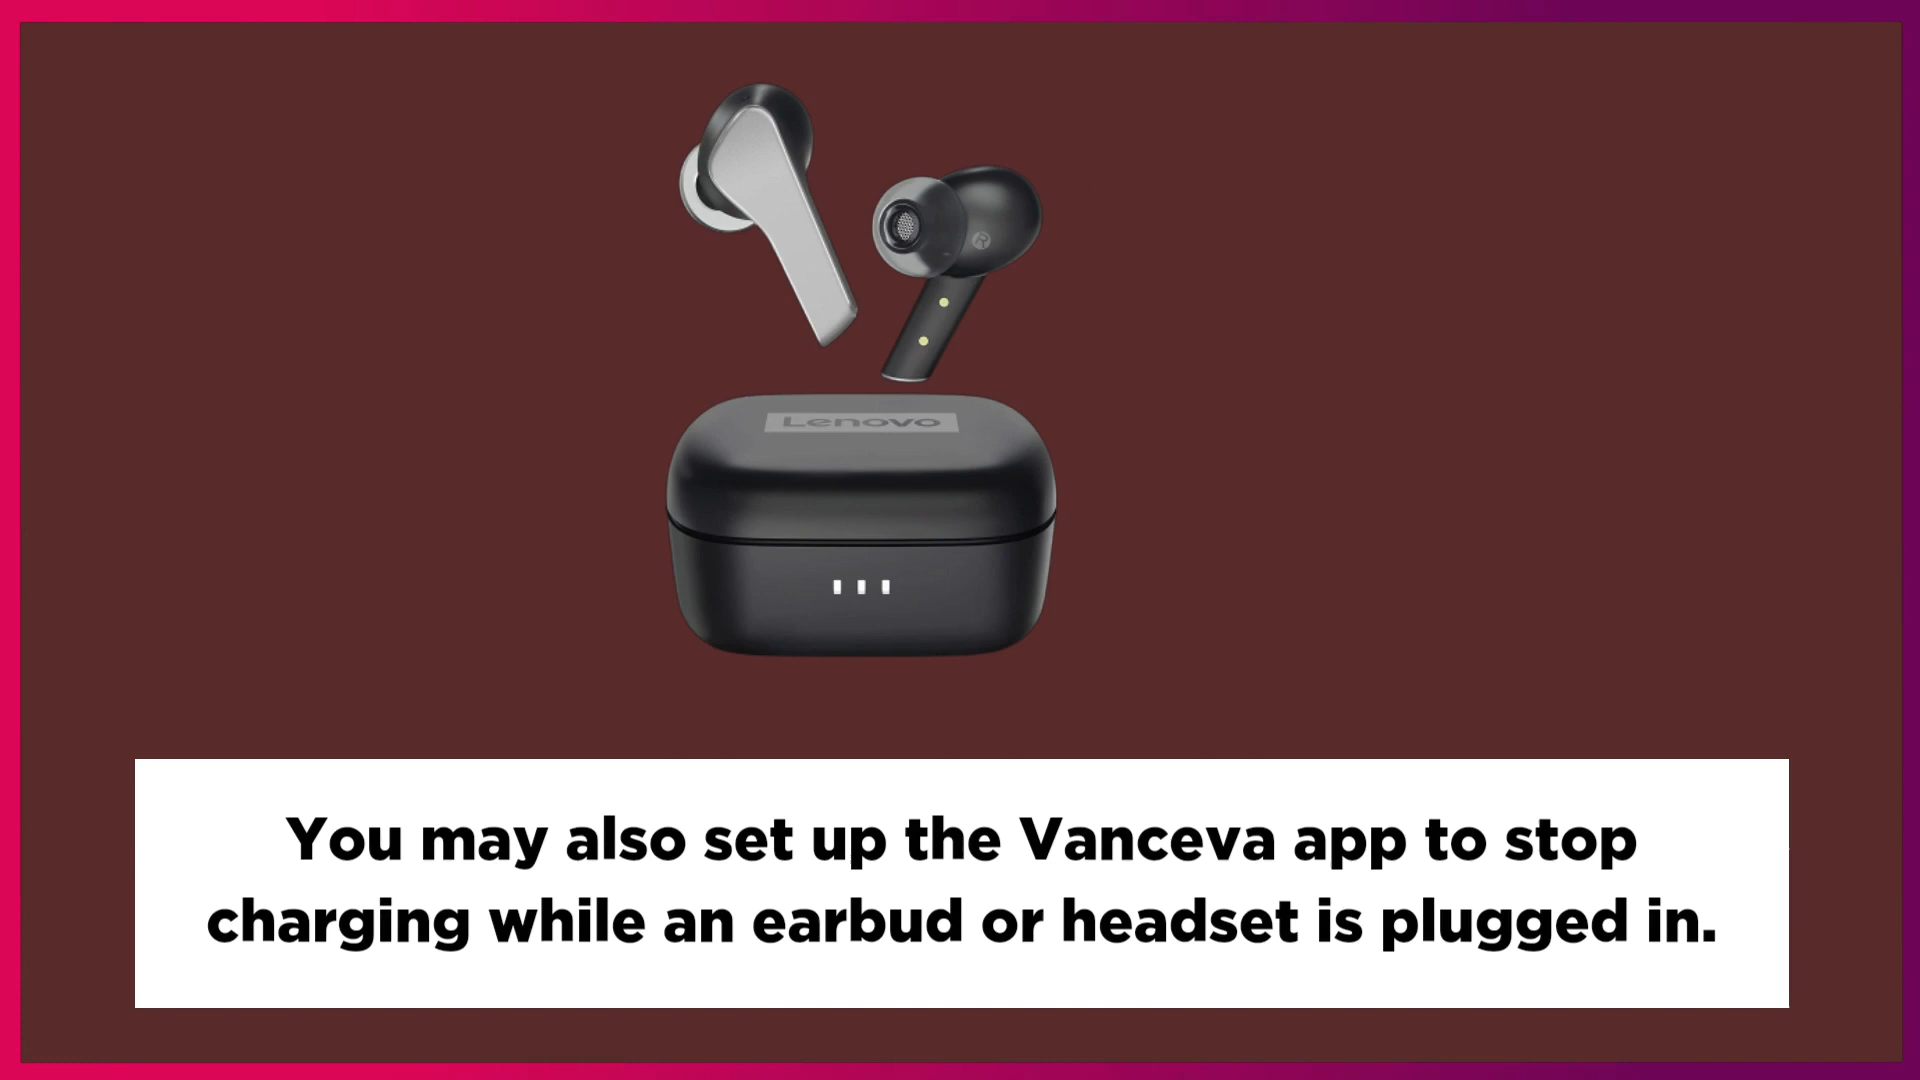 R
Lenovo
You may also set up the Vanceva app to stop
charging while an earbud or headset is plugged in.